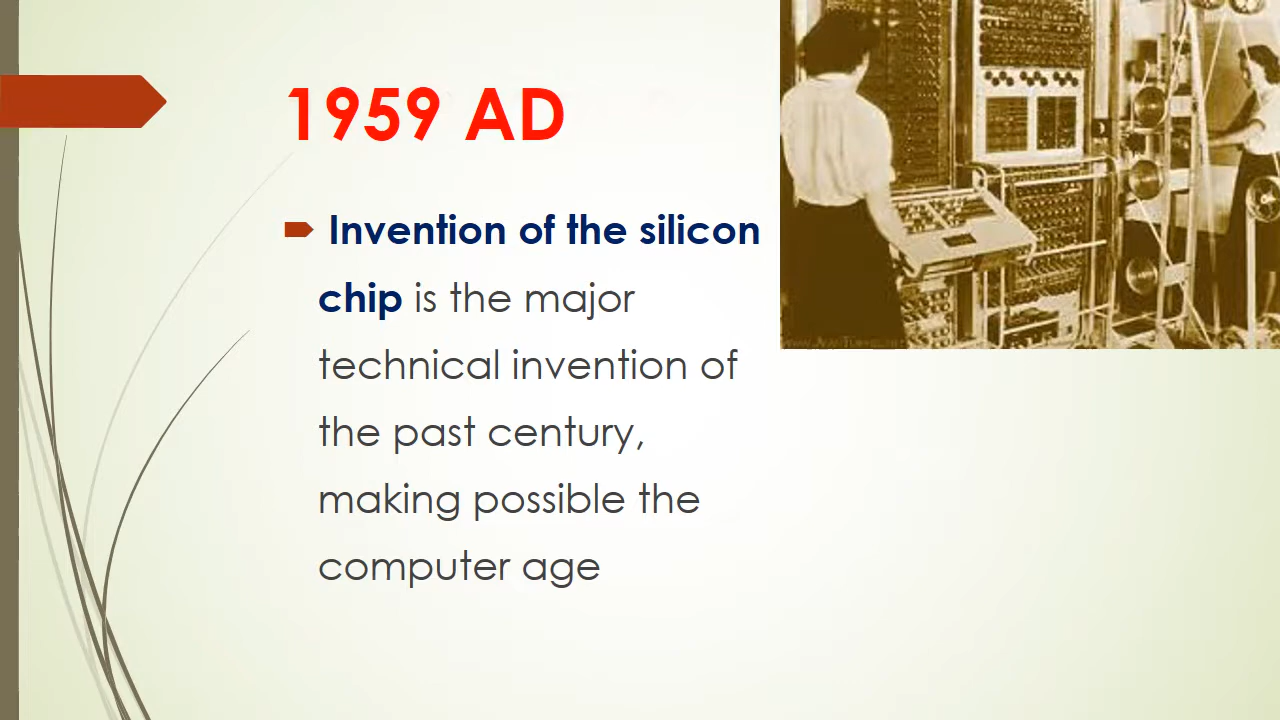 1959 AD
Invention of the silicon
chip is the major
technical invention of
the past century,
making possible the
computer age